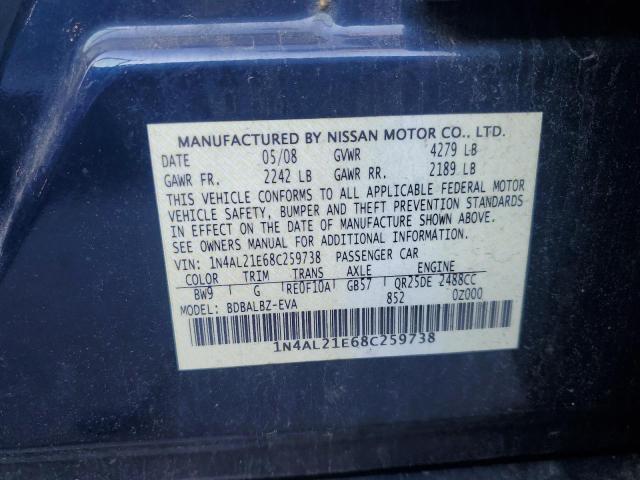 MANUFACTURED BY NISSAN MOTOR CO., LTD.
DATE 05/08 GVWR 4279 LB
GAWR FR. 2242 LB GAWR RR. 2189 LB
THIS VEHICLE CONFORMS TO ALL APPLICABLE FEDERAL MOTOR
VEHICLE SAFETY, BUMPER AND THEFT PREVENTION STANDARDS
IN EFFECT ON THE DATE OF MANUFACTURE SHOWN ABOVE.
SEE OWNERS MANUAL FOR ADDITIONAL INFORMATION.
VIN: 1N4AL21E68C259738 PASSENGER CAR
COLOR TRIM TRANS AXLE ENGINE
BW9 G RE0F10A GB57 QR25DE 2488CC
MODEL: BDBALBZ-EVA 852 0Z000
1N4AL21E68C259738